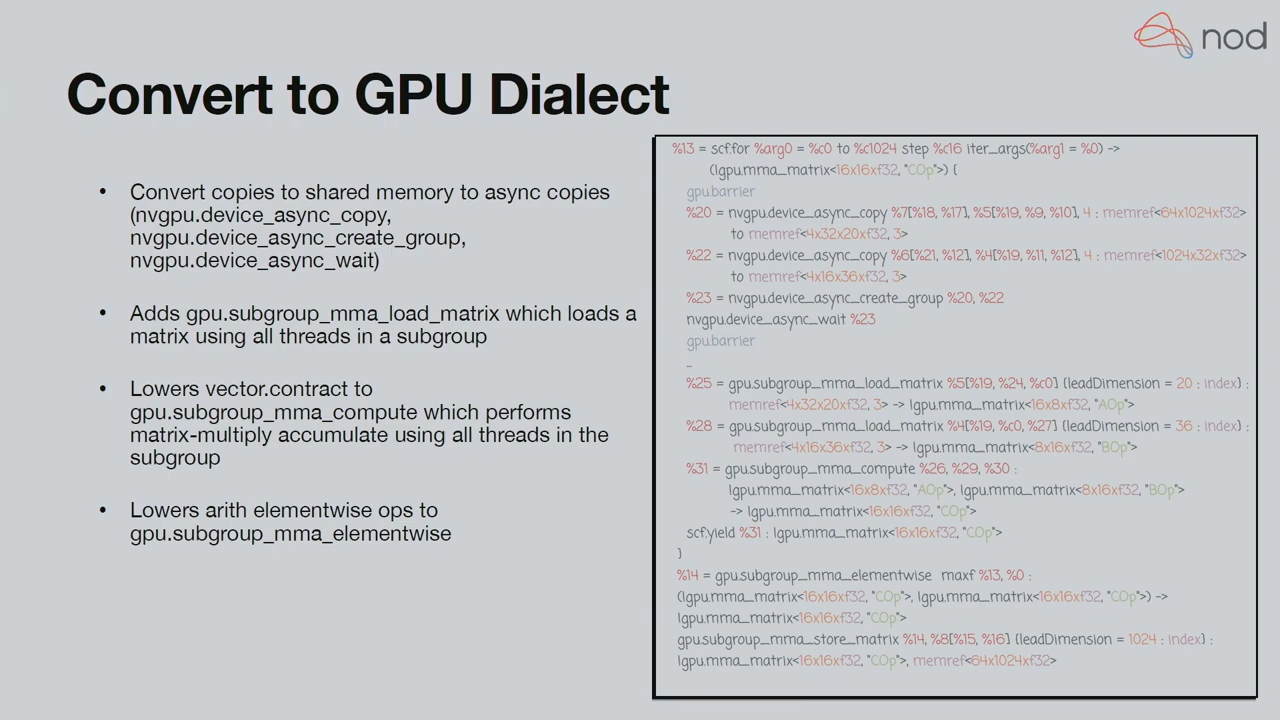 nod
Convert to GPU Dialect
• Convert copies to shared memory to async copies
(nvgpu.device_async_copy,
nvgpu.device_async_create_group,
nvgpu.device_async_wait)
• Adds gpu.subgroup_mma_load_matrix which loads a
matrix using all threads in a subgroup
• Lowers vector.contract to
gpu.subgroup_mma_compute which performs
matrix-multiply accumulate using all threads in the
subgroup
• Lowers arith elementwise ops to
gpu.subgroup_mma_elementwise
%13 = scf.for %arg0 = %c0 to %c1024 step %c16 iter_args(%arg1 = %0) ->
(!gpu.mma_matrix<16x16xf32, "COp">) {
gpu.barrier
%20 = nvgpu.device_async_copy %7[%18, %17], %5[%19, %9, %10], 4 : memref<64x1024xf32>
to memref<4x32x20xf32, 3>
%22 = nvgpu.device_async_copy %6[%21, %12], %4[%19, %11, %12], 4 : memref<1024x32xf32>
to memref<4x16x36xf32, 3>
%23 = nvgpu.device_async_create_group %20, %22
nvgpu.device_async_wait %23
gpu.barrier
...
%25 = gpu.subgroup_mma_load_matrix %5[%19, %24, %c0] {leadDimension = 20 : index} :
memref<4x32x20xf32, 3> -> !gpu.mma_matrix<16x8xf32, "AOp">
%28 = gpu.subgroup_mma_load_matrix %4[%19, %c0, %27] {leadDimension = 36 : index} :
memref<4x16x36xf32, 3> -> !gpu.mma_matrix<8x16xf32, "BOp">
%31 = gpu.subgroup_mma_compute %26, %29, %30 :
!gpu.mma_matrix<16x8xf32, "AOp">, !gpu.mma_matrix<8x16xf32, "BOp">
-> !gpu.mma_matrix<16x16xf32, "COp">
scf.yield %31 : !gpu.mma_matrix<16x16xf32, "COp">
}
%14 = gpu.subgroup_mma_elementwise maxf %13, %0 :
(!gpu.mma_matrix<16x16xf32, "COp">, !gpu.mma_matrix<16x16xf32, "COp">) ->
!gpu.mma_matrix<16x16xf32, "COp">
gpu.subgroup_mma_store_matrix %14, %8[%15, %16] {leadDimension = 1024 : index} :
!gpu.mma_matrix<16x16xf32, "COp">, memref<64x1024xf32>